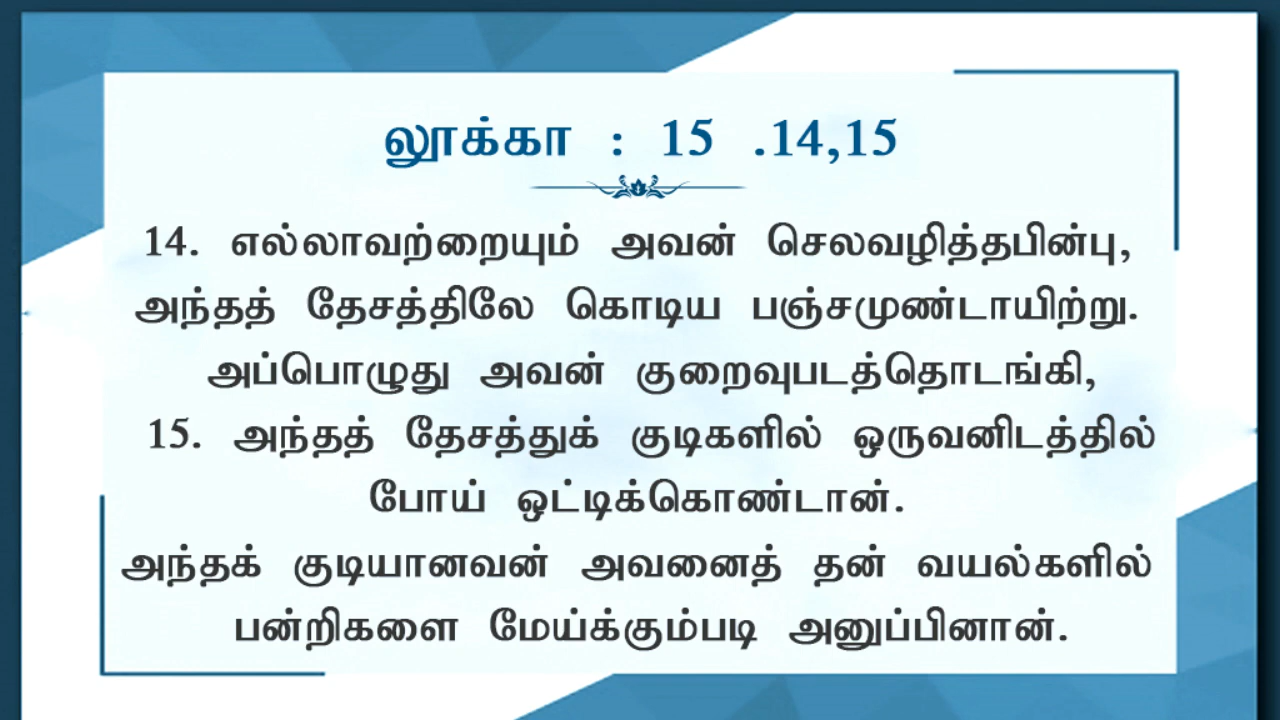 லூக்கா : 15 .14,15
14. எல்லாவற்றையும் அவன் செலவழித்தபின்பு,
அந்தத் தேசத்திலே கொடிய பஞ்சமுண்டாயிற்று.
அப்பொழுது அவன் குறைவுபடத்தொடங்கி,
15. அந்தத் தேசத்துக் குடிகளில் ஒருவனிடத்தில்
போய் ஒட்டிக்கொண்டான்.
அந்தக் குடியானவன் அவனைத் தன் வயல்களில்
பன்றிகளை மேய்க்கும்படி அனுப்பினான்.